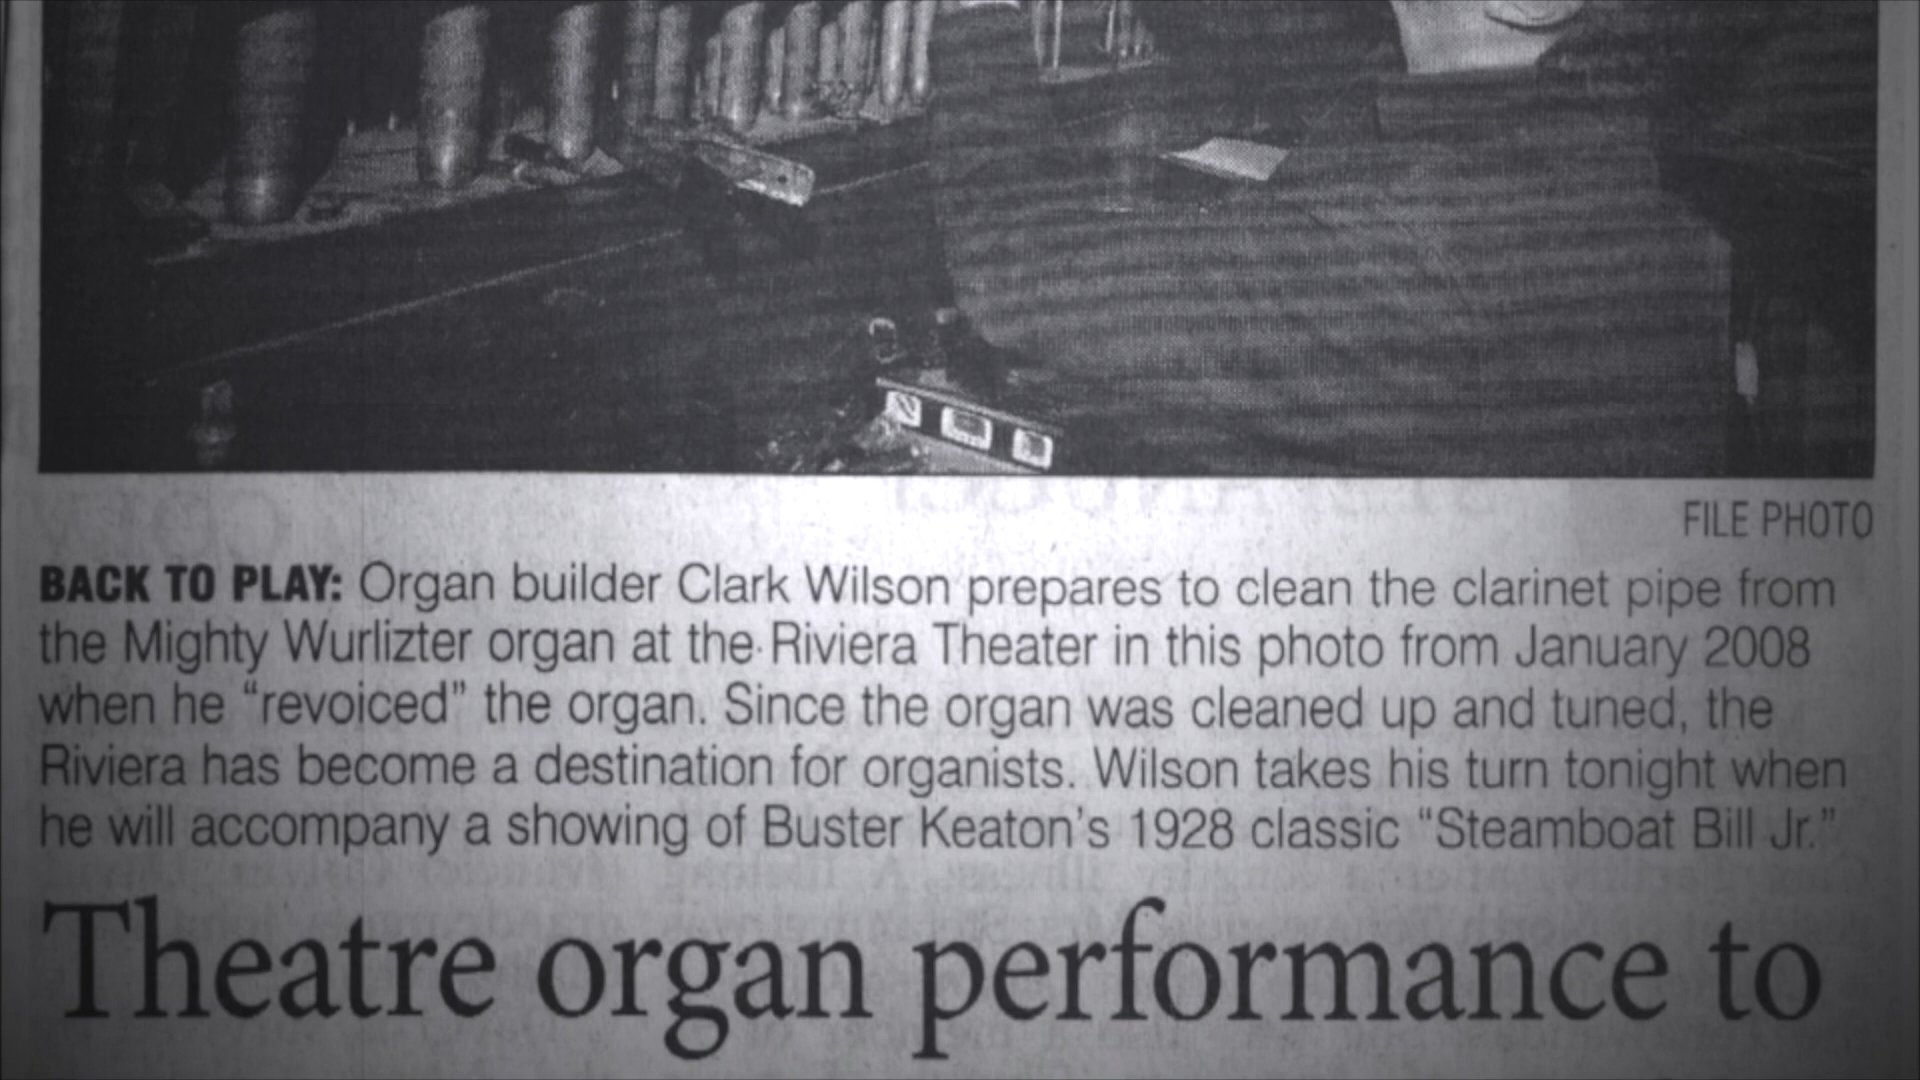 FILE PHOTO
BACK TO PLAY: Organ builder Clark Wilson prepares to clean the clarinet pipe from
the Mighty Wurlizter organ at the Riviera Theater in this photo from January 2008
when he “revoiced” the organ. Since the organ was cleaned up and tuned, the
Riviera has become a destination for organists. Wilson takes his turn tonight when
he will accompany a showing of Buster Keaton’s 1928 classic “Steamboat Bill Jr.”
Theatre organ performance to